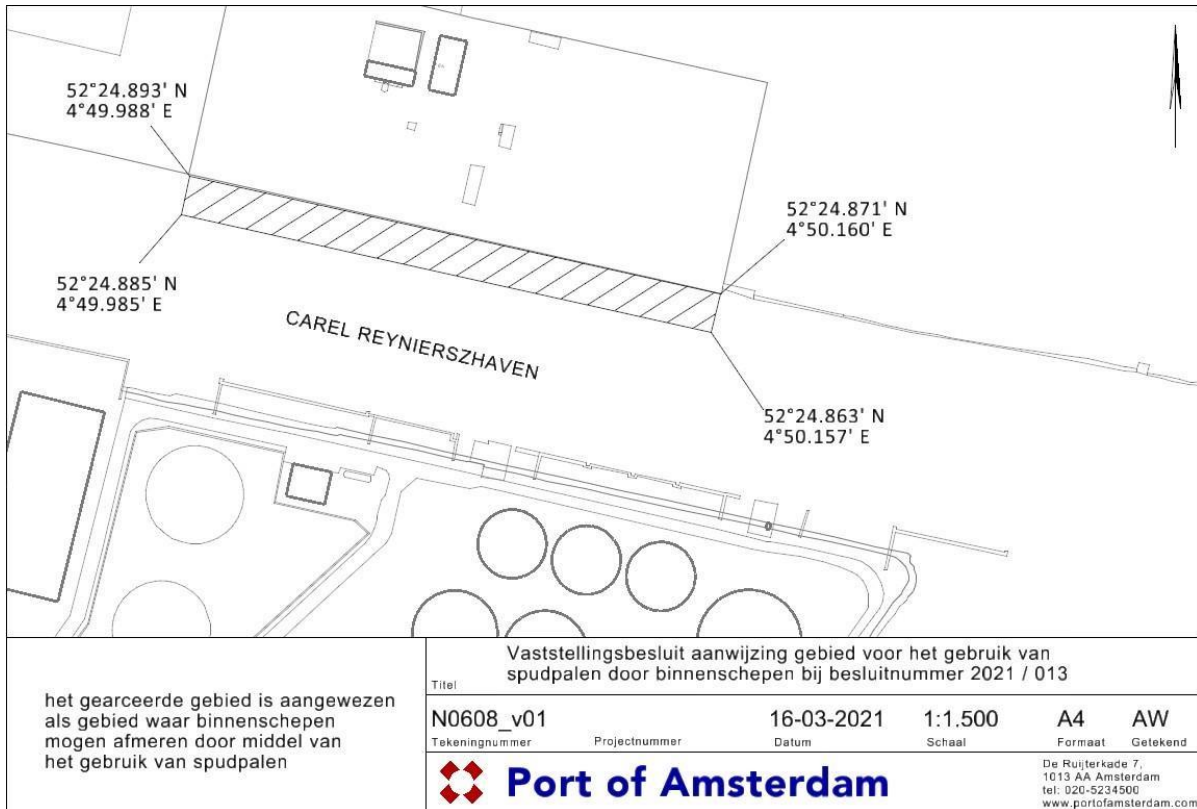 52°24.893' N
4°49.988' E
52°24.871' N
4°50.160' E
52°24.885' N
4°49.985' E
CAREL REYNIERSZHAVEN
52°24.863' N
4°50.157' E
het gearceerde gebied is aangewezen
als gebied waar binnenschepen
mogen afmeren door middel van
het gebruik van spudpalen
Titel
Vaststellingsbesluit aanwijzing gebied voor het gebruik van
spudpalen door binnenschepen bij besluitnummer 2021 / 013
N0608_v01 16-03-2021 1:1.500 A4 AW
Tekeningnummer Projectnummer Datum Schaal Formaat Getekend
Port of Amsterdam
De Ruijterkade 7,
1013 AA Amsterdam
tel: 020-5234500
www.portofamsterdam.com